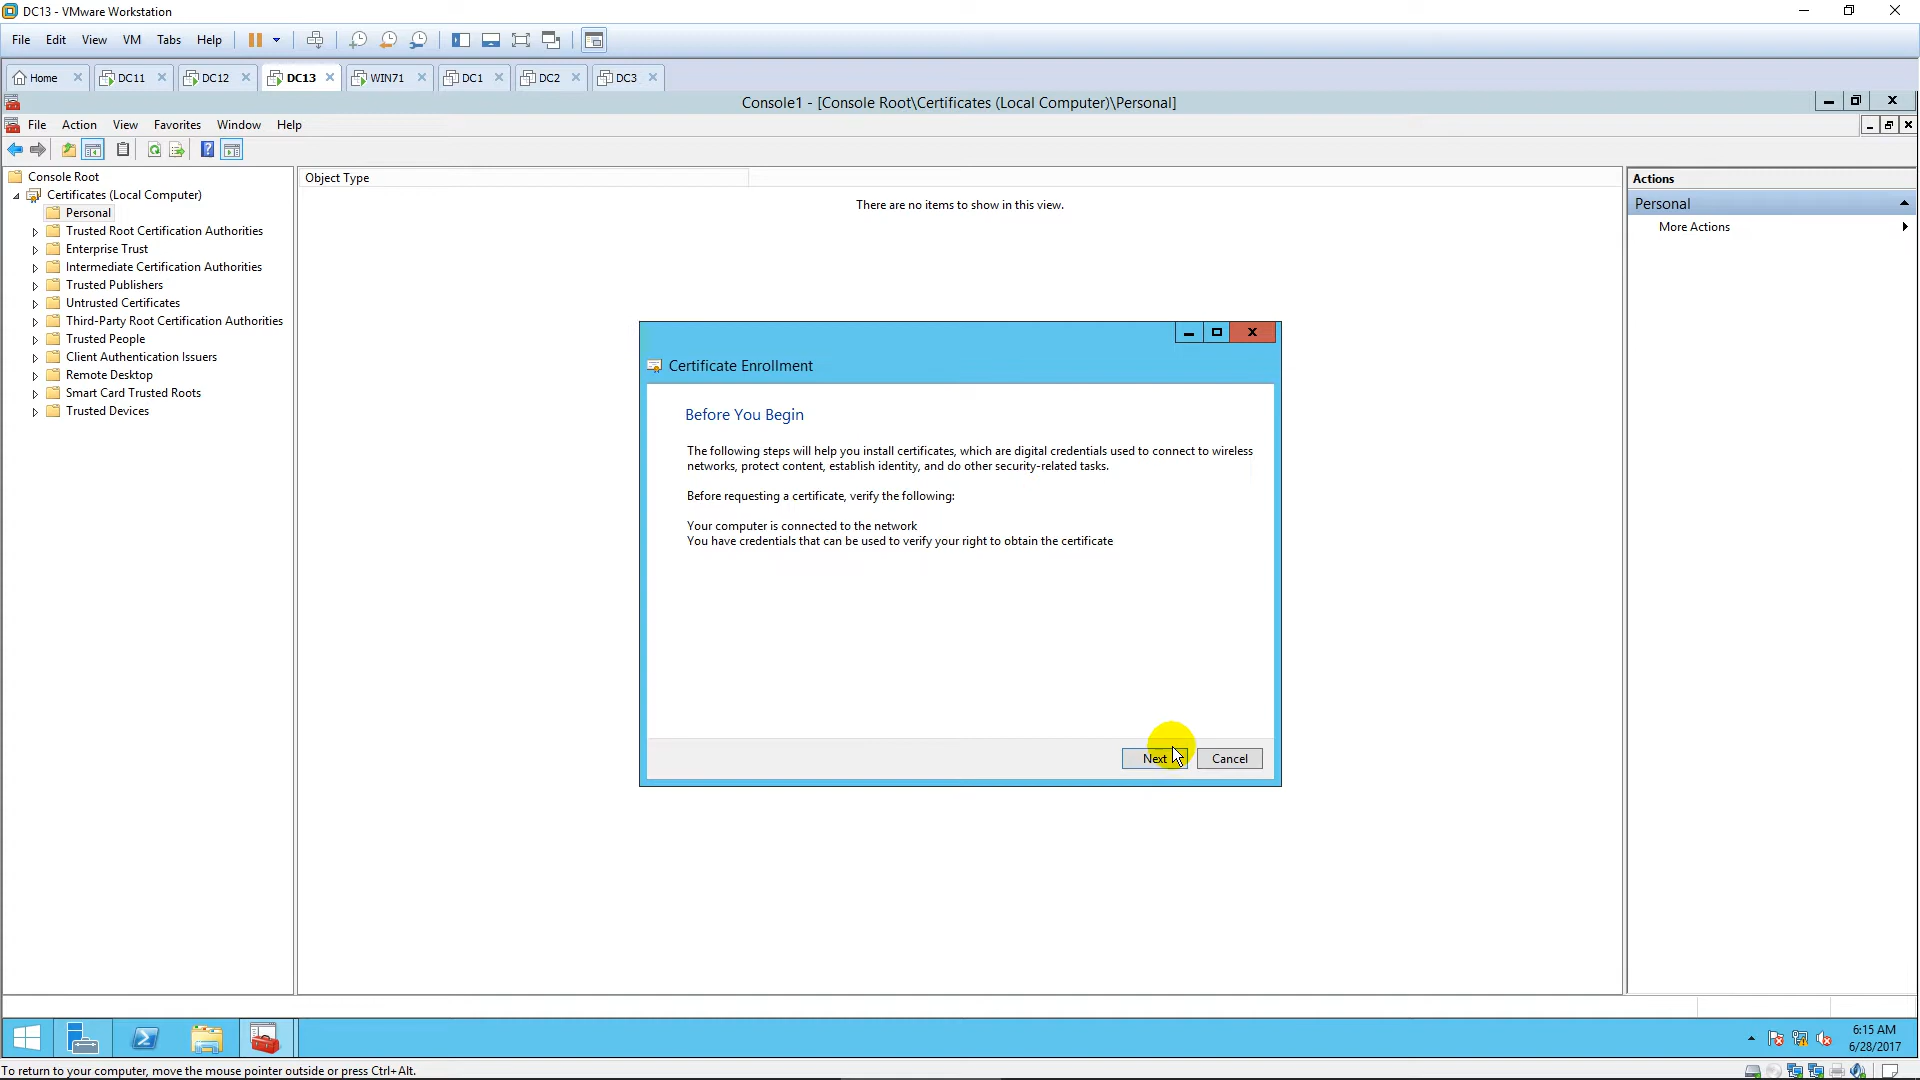 DC13 - VMware Workstation
File Edit View VM Tabs Help
Home DC11 DC12 DC13 WIN71 DC1 DC2 DC3
Console1 - [Console Root\Certificates (Local Computer)\Personal]
File Action View Favorites Window Help
Console Root
Certificates (Local Computer)
Personal
Trusted Root Certification Authorities
Enterprise Trust
Intermediate Certification Authorities
Trusted Publishers
Untrusted Certificates
Third-Party Root Certification Authorities
Trusted People
Client Authentication Issuers
Remote Desktop
Smart Card Trusted Roots
Trusted Devices
Object Type
There are no items to show in this view.
Actions
Personal
More Actions
Certificate Enrollment
Before You Begin
The following steps will help you install certificates, which are digital credentials used to connect to wireless
networks, protect content, establish identity, and do other security-related tasks.
Before requesting a certificate, verify the following:
Your computer is connected to the network
You have credentials that can be used to verify your right to obtain the certificate
Next Cancel
6:15 AM
6/28/2017
To return to your computer, move the mouse pointer outside or press Ctrl+Alt.